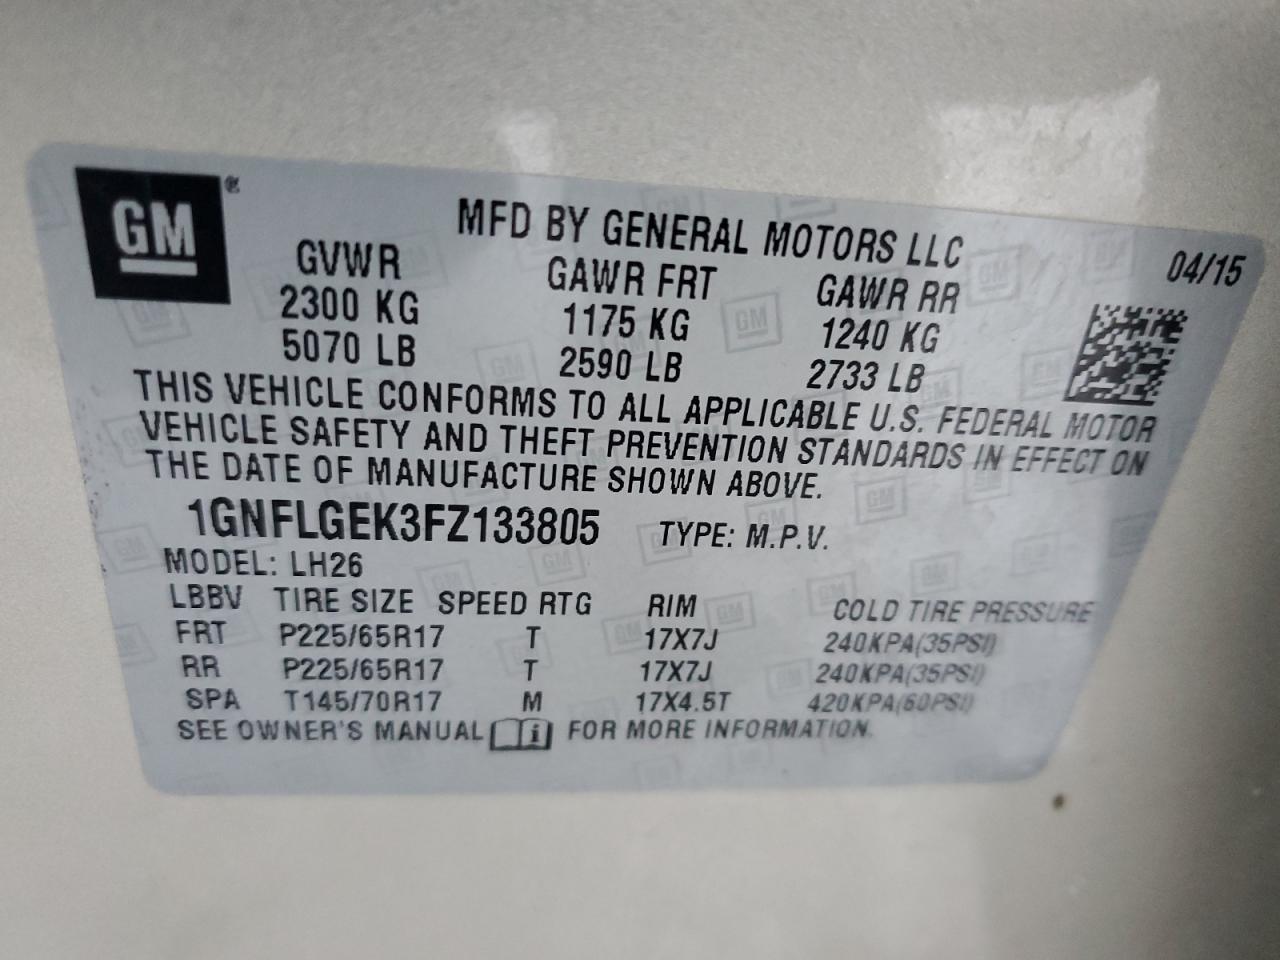 GM®
MFD BY GENERAL MOTORS LLC
04/15
GVWR GAWR FRT GAWR RR
2300 KG 1175 KG 1240 KG
5070 LB 2590 LB 2733 LB
THIS VEHICLE CONFORMS TO ALL APPLICABLE U.S. FEDERAL MOTOR
VEHICLE SAFETY AND THEFT PREVENTION STANDARDS IN EFFECT ON
THE DATE OF MANUFACTURE SHOWN ABOVE.
1GNFLGEK3FZ133805 TYPE: M.P.V.
MODEL: LH26
LBBV TIRE SIZE SPEED RTG RIM COLD TIRE PRESSURE
FRT P225/65R17 T 17X7J 240KPA(35PSI)
RR P225/65R17 T 17X7J 240KPA(35PSI)
SPA T145/70R17 M 17X4.5T 420KPA(60PSI)
SEE OWNER'S MANUAL i FOR MORE INFORMATION.